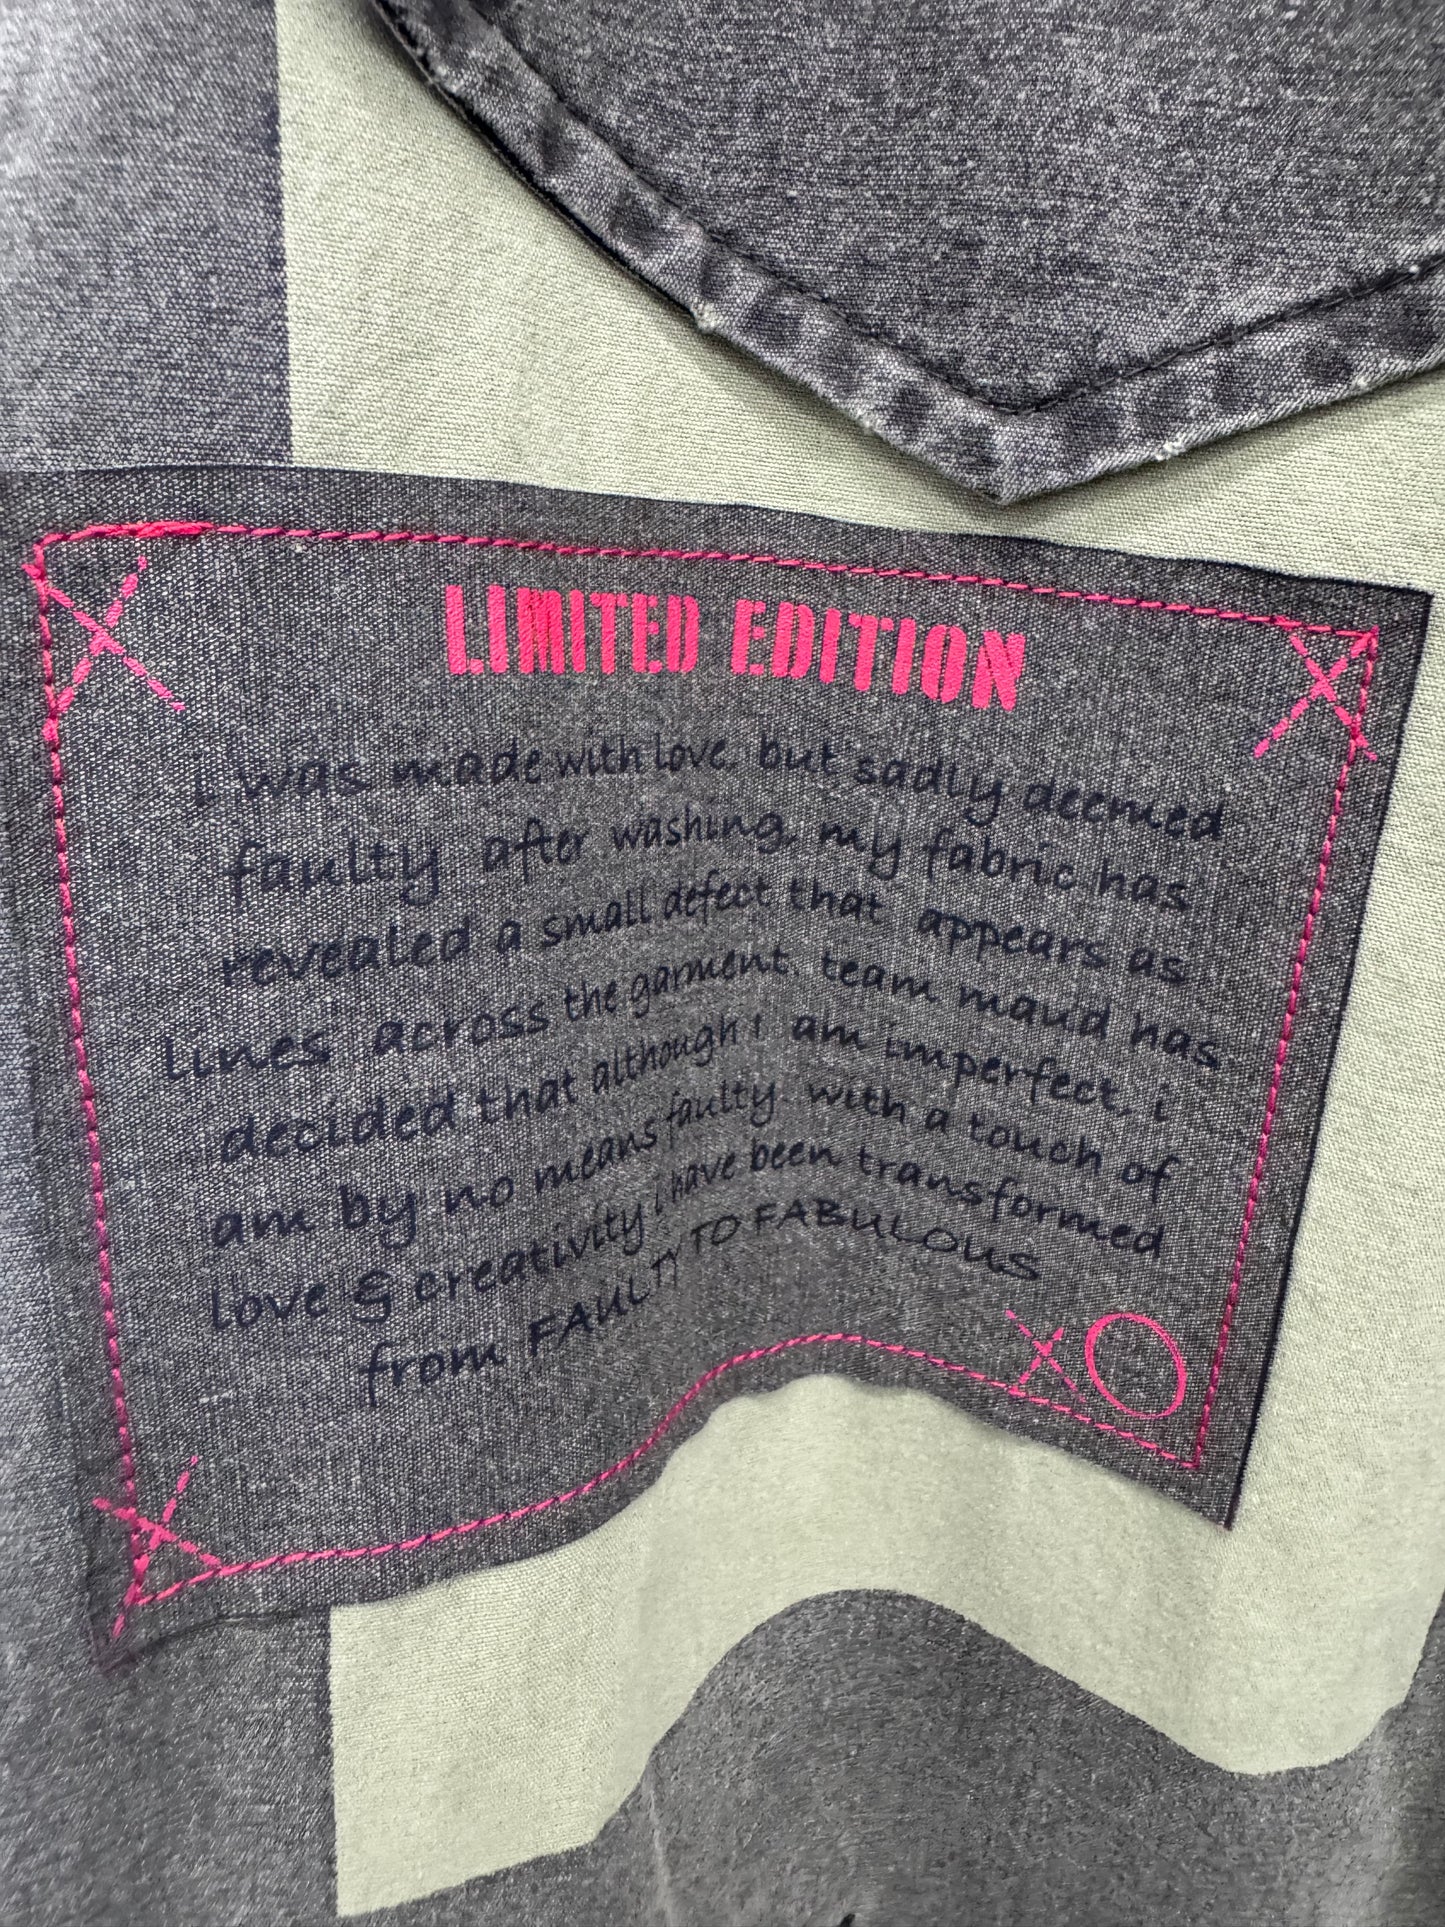 LIMITED EDITION
i was made with love, but sadly deemed
faulty after washing, my fabric has
revealed a small defect that appears as
lines across the garment. team maud has
decided that although i am imperfect, i
am by no means faulty with a touch of
love & creativity i have been transformed
from FAULTY TO FABULOUS
XO